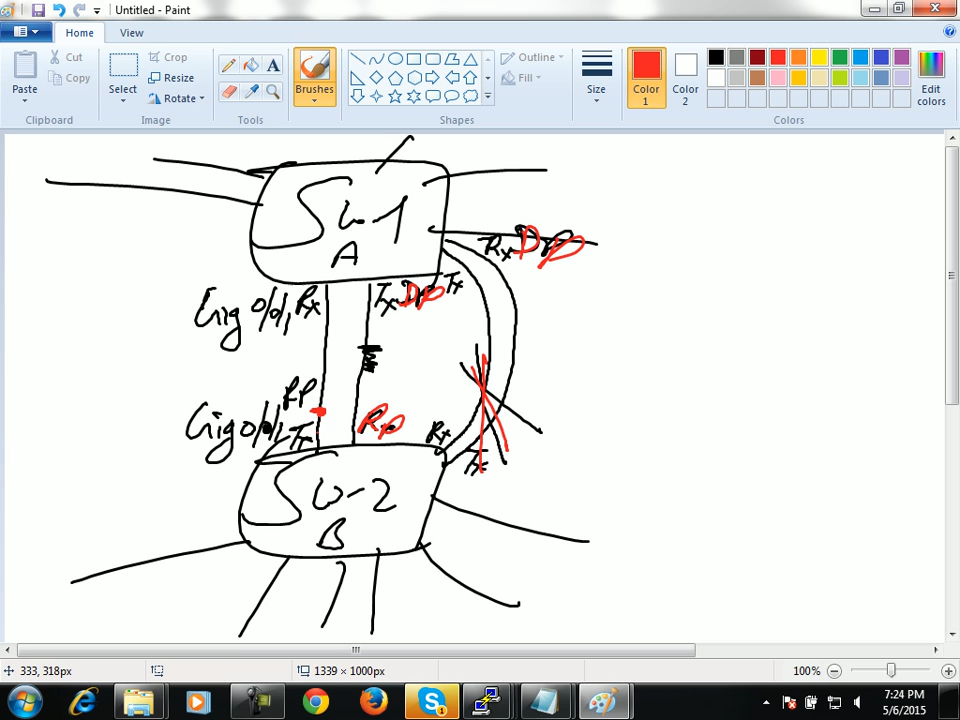 Untitled - Paint
Home
View
Paste
Cut
Copy
Clipboard
Select
Crop
Resize
Rotate
Image
A
Tools
Brushes
Shapes
Outline
Fill
Size
Color 1
Color 2
Edit colors
Colors
SW-1
A
Rx DP
Gig 0/0/1 Rx
Tx DP Tx
RP
Gig 0/0/1 Tx
RP
Rx
Tx
SW-2
B
333, 318px
1339 × 1000px
100%
7:24 PM
5/6/2015